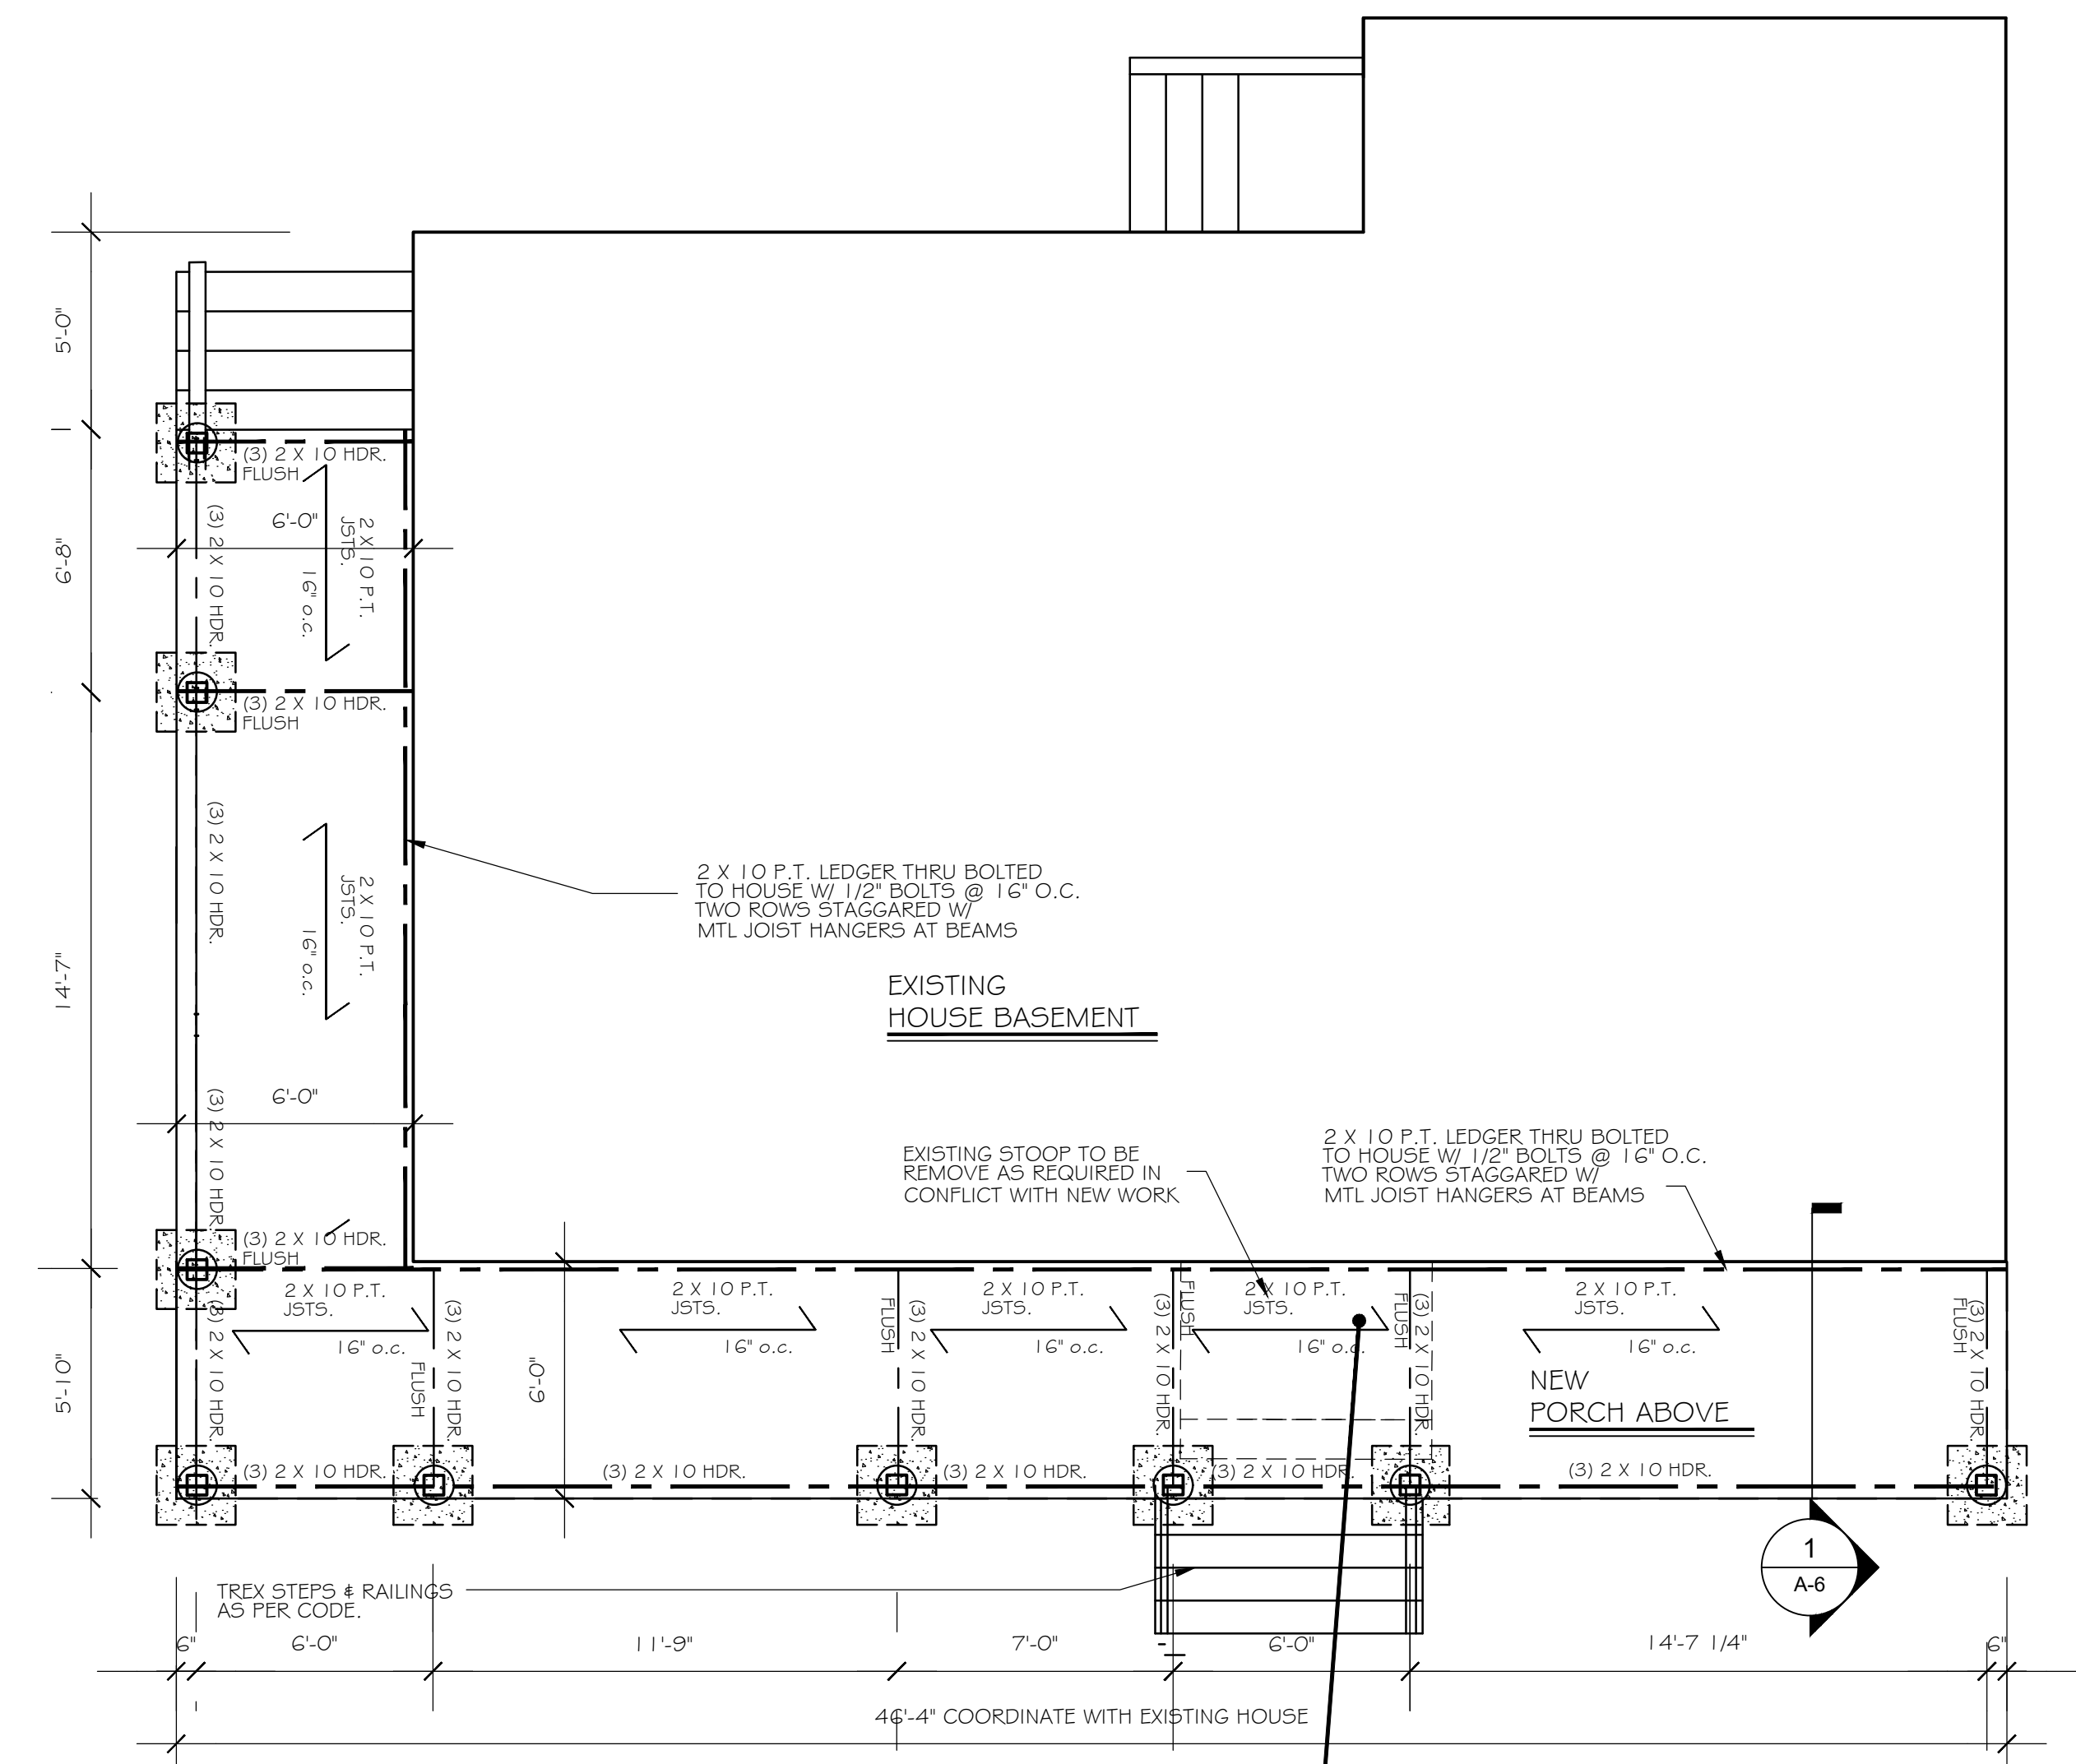 5'-0"
(3) 2 X 10 HDR.
FLUSH
6'-0"
2 X 10 P.T.
JSTS.
16" o.c.
(3) 2 X 10 HDR.
6'-8"
(3) 2 X 10 HDR.
FLUSH
(3) 2 X 10 HDR.
2 X 10 P.T.
JSTS.
16" o.c.
14'-7"
2 X 10 P.T. LEDGER THRU BOLTED
TO HOUSE W/ 1/2" BOLTS @ 16" O.C.
TWO ROWS STAGGARED W/
MTL JOIST HANGERS AT BEAMS
EXISTING
HOUSE BASEMENT
6'-0"
(3) 2 X 10 HDR.
EXISTING STOOP TO BE
REMOVE AS REQUIRED IN
CONFLICT WITH NEW WORK
2 X 10 P.T. LEDGER THRU BOLTED
TO HOUSE W/ 1/2" BOLTS @ 16" O.C.
TWO ROWS STAGGARED W/
MTL JOIST HANGERS AT BEAMS
(3) 2 X 10 HDR.
FLUSH
2 X 10 P.T.
JSTS.
16" o.c.
2 X 10 P.T.
JSTS.
16" o.c.
2 X 10 P.T.
JSTS.
16" o.c.
2 X 10 P.T.
JSTS.
16" o.c.
2 X 10 P.T.
JSTS.
16" o.c.
(3) 2 X 10 HDR.
(3) 2 X 10 HDR.
FLUSH
(3) 2 X 10 HDR.
FLUSH
(3) 2 X 10 HDR.
FLUSH
(3) 2 X 10 HDR.
FLUSH
(3) 2 X 10 HDR.
FLUSH
5'-10"
6'-0"
NEW
PORCH ABOVE
(3) 2 X 10 HDR.
(3) 2 X 10 HDR.
(3) 2 X 10 HDR.
(3) 2 X 10 HDR.
(3) 2 X 10 HDR.
1
A-6
TREX STEPS & RAILINGS
AS PER CODE.
6"
6'-0"
11'-9"
7'-0"
6'-0"
14'-7 1/4"
6"
46'-4" COORDINATE WITH EXISTING HOUSE